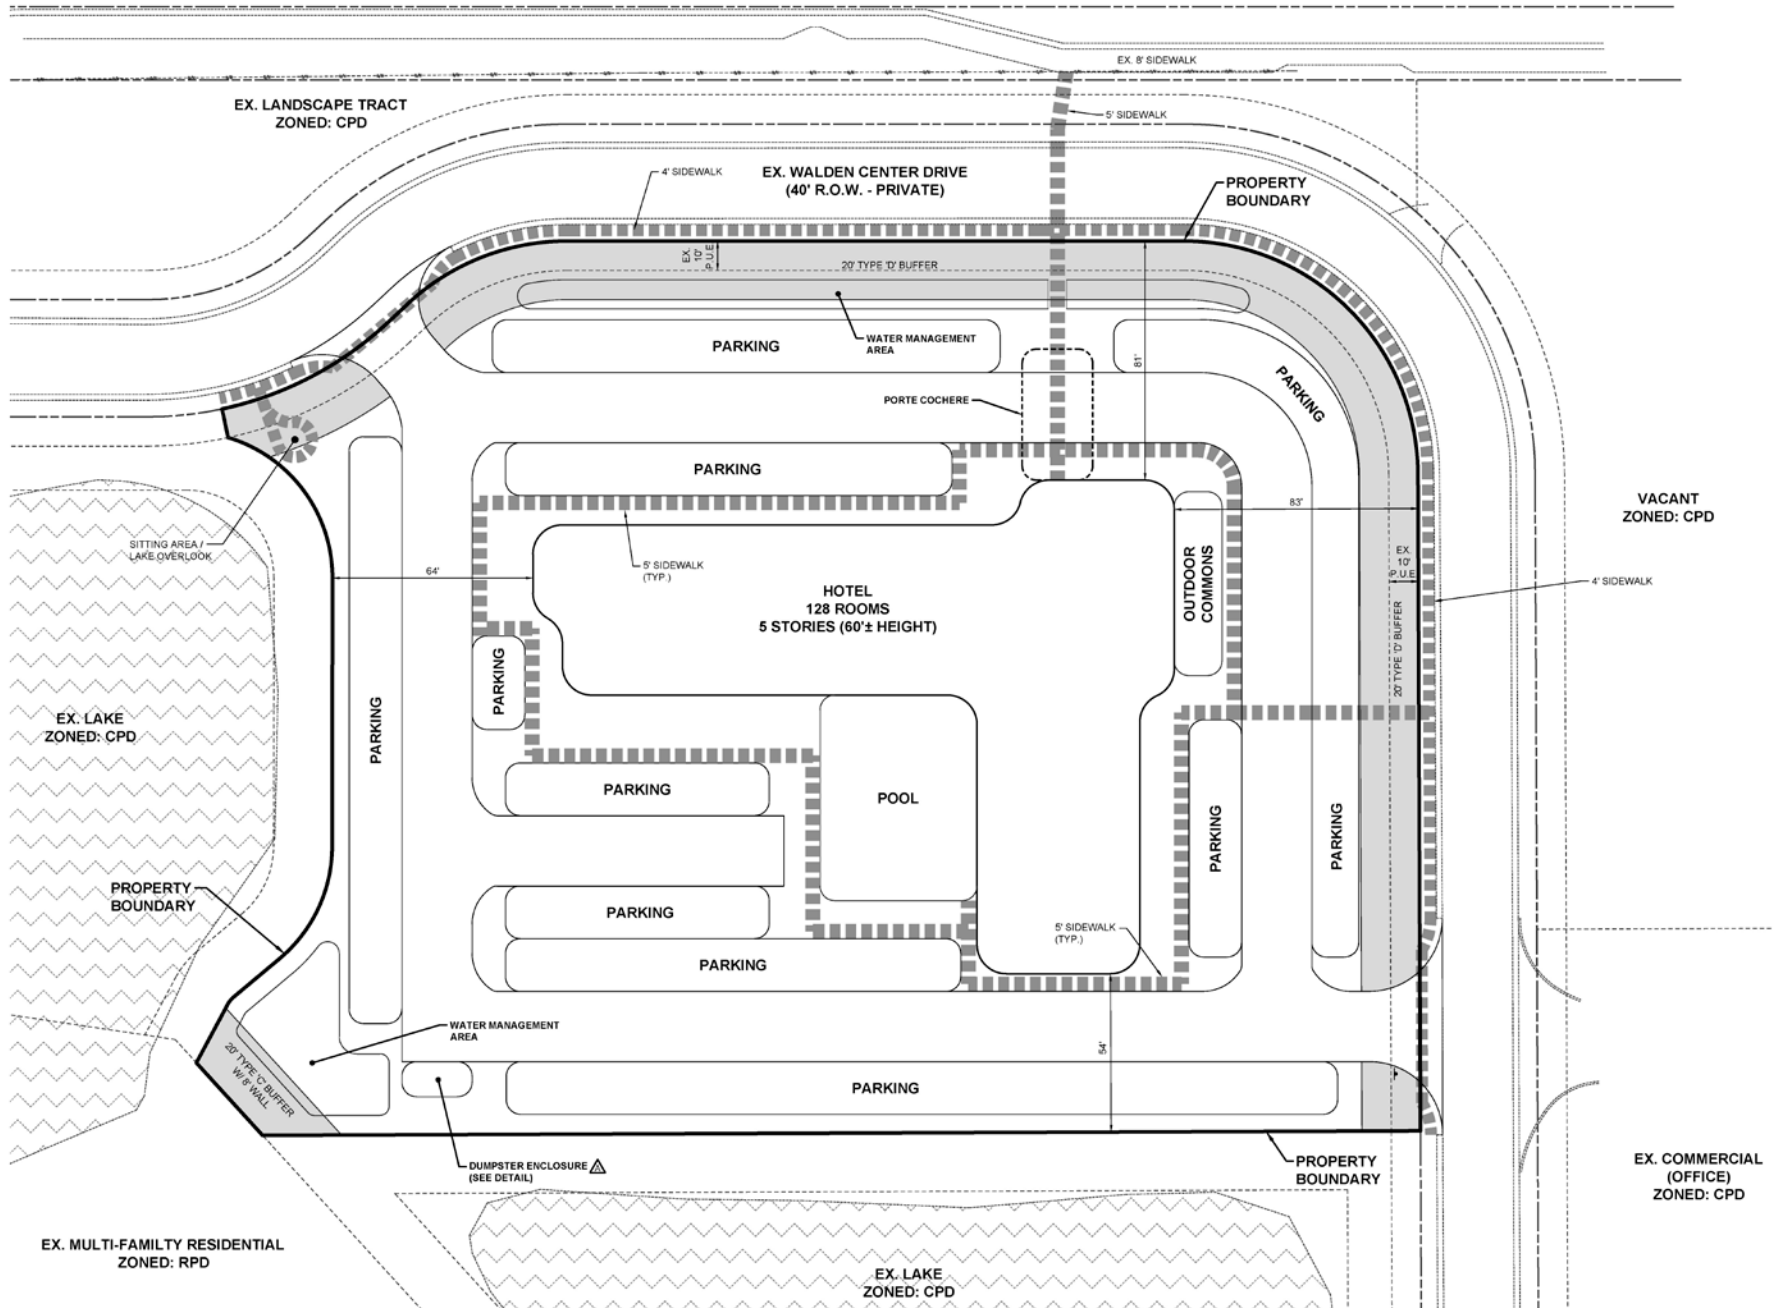 EX. 8' SIDEWALK
EX. LANDSCAPE TRACT
ZONED: CPD
5' SIDEWALK
4' SIDEWALK
EX. WALDEN CENTER DRIVE
(40' R.O.W. - PRIVATE)
PROPERTY
BOUNDARY
EX.
10'
P.U.E
20' TYPE 'D' BUFFER
WATER MANAGEMENT
AREA
PARKING
81'
PARKING
PORTE COCHERE
PARKING
83'
VACANT
ZONED: CPD
SITTING AREA /
LAKE OVERLOOK
64'
5' SIDEWALK
(TYP.)
HOTEL
128 ROOMS
5 STORIES (60'± HEIGHT)
OUTDOOR
COMMONS
EX.
10'
P.U.E
4' SIDEWALK
20' TYPE 'D' BUFFER
PARKING
PARKING
EX. LAKE
ZONED: CPD
PARKING
POOL
PARKING
PARKING
PROPERTY
BOUNDARY
PARKING
5' SIDEWALK
(TYP.)
PARKING
WATER MANAGEMENT
AREA
54'
20' TYPE 'C' BUFFER
W/ 8' WALL
PARKING
DUMPSTER ENCLOSURE
(SEE DETAIL)
PROPERTY
BOUNDARY
EX. COMMERCIAL
(OFFICE)
ZONED: CPD
EX. MULTI-FAMILTY RESIDENTIAL
ZONED: RPD
EX. LAKE
ZONED: CPD